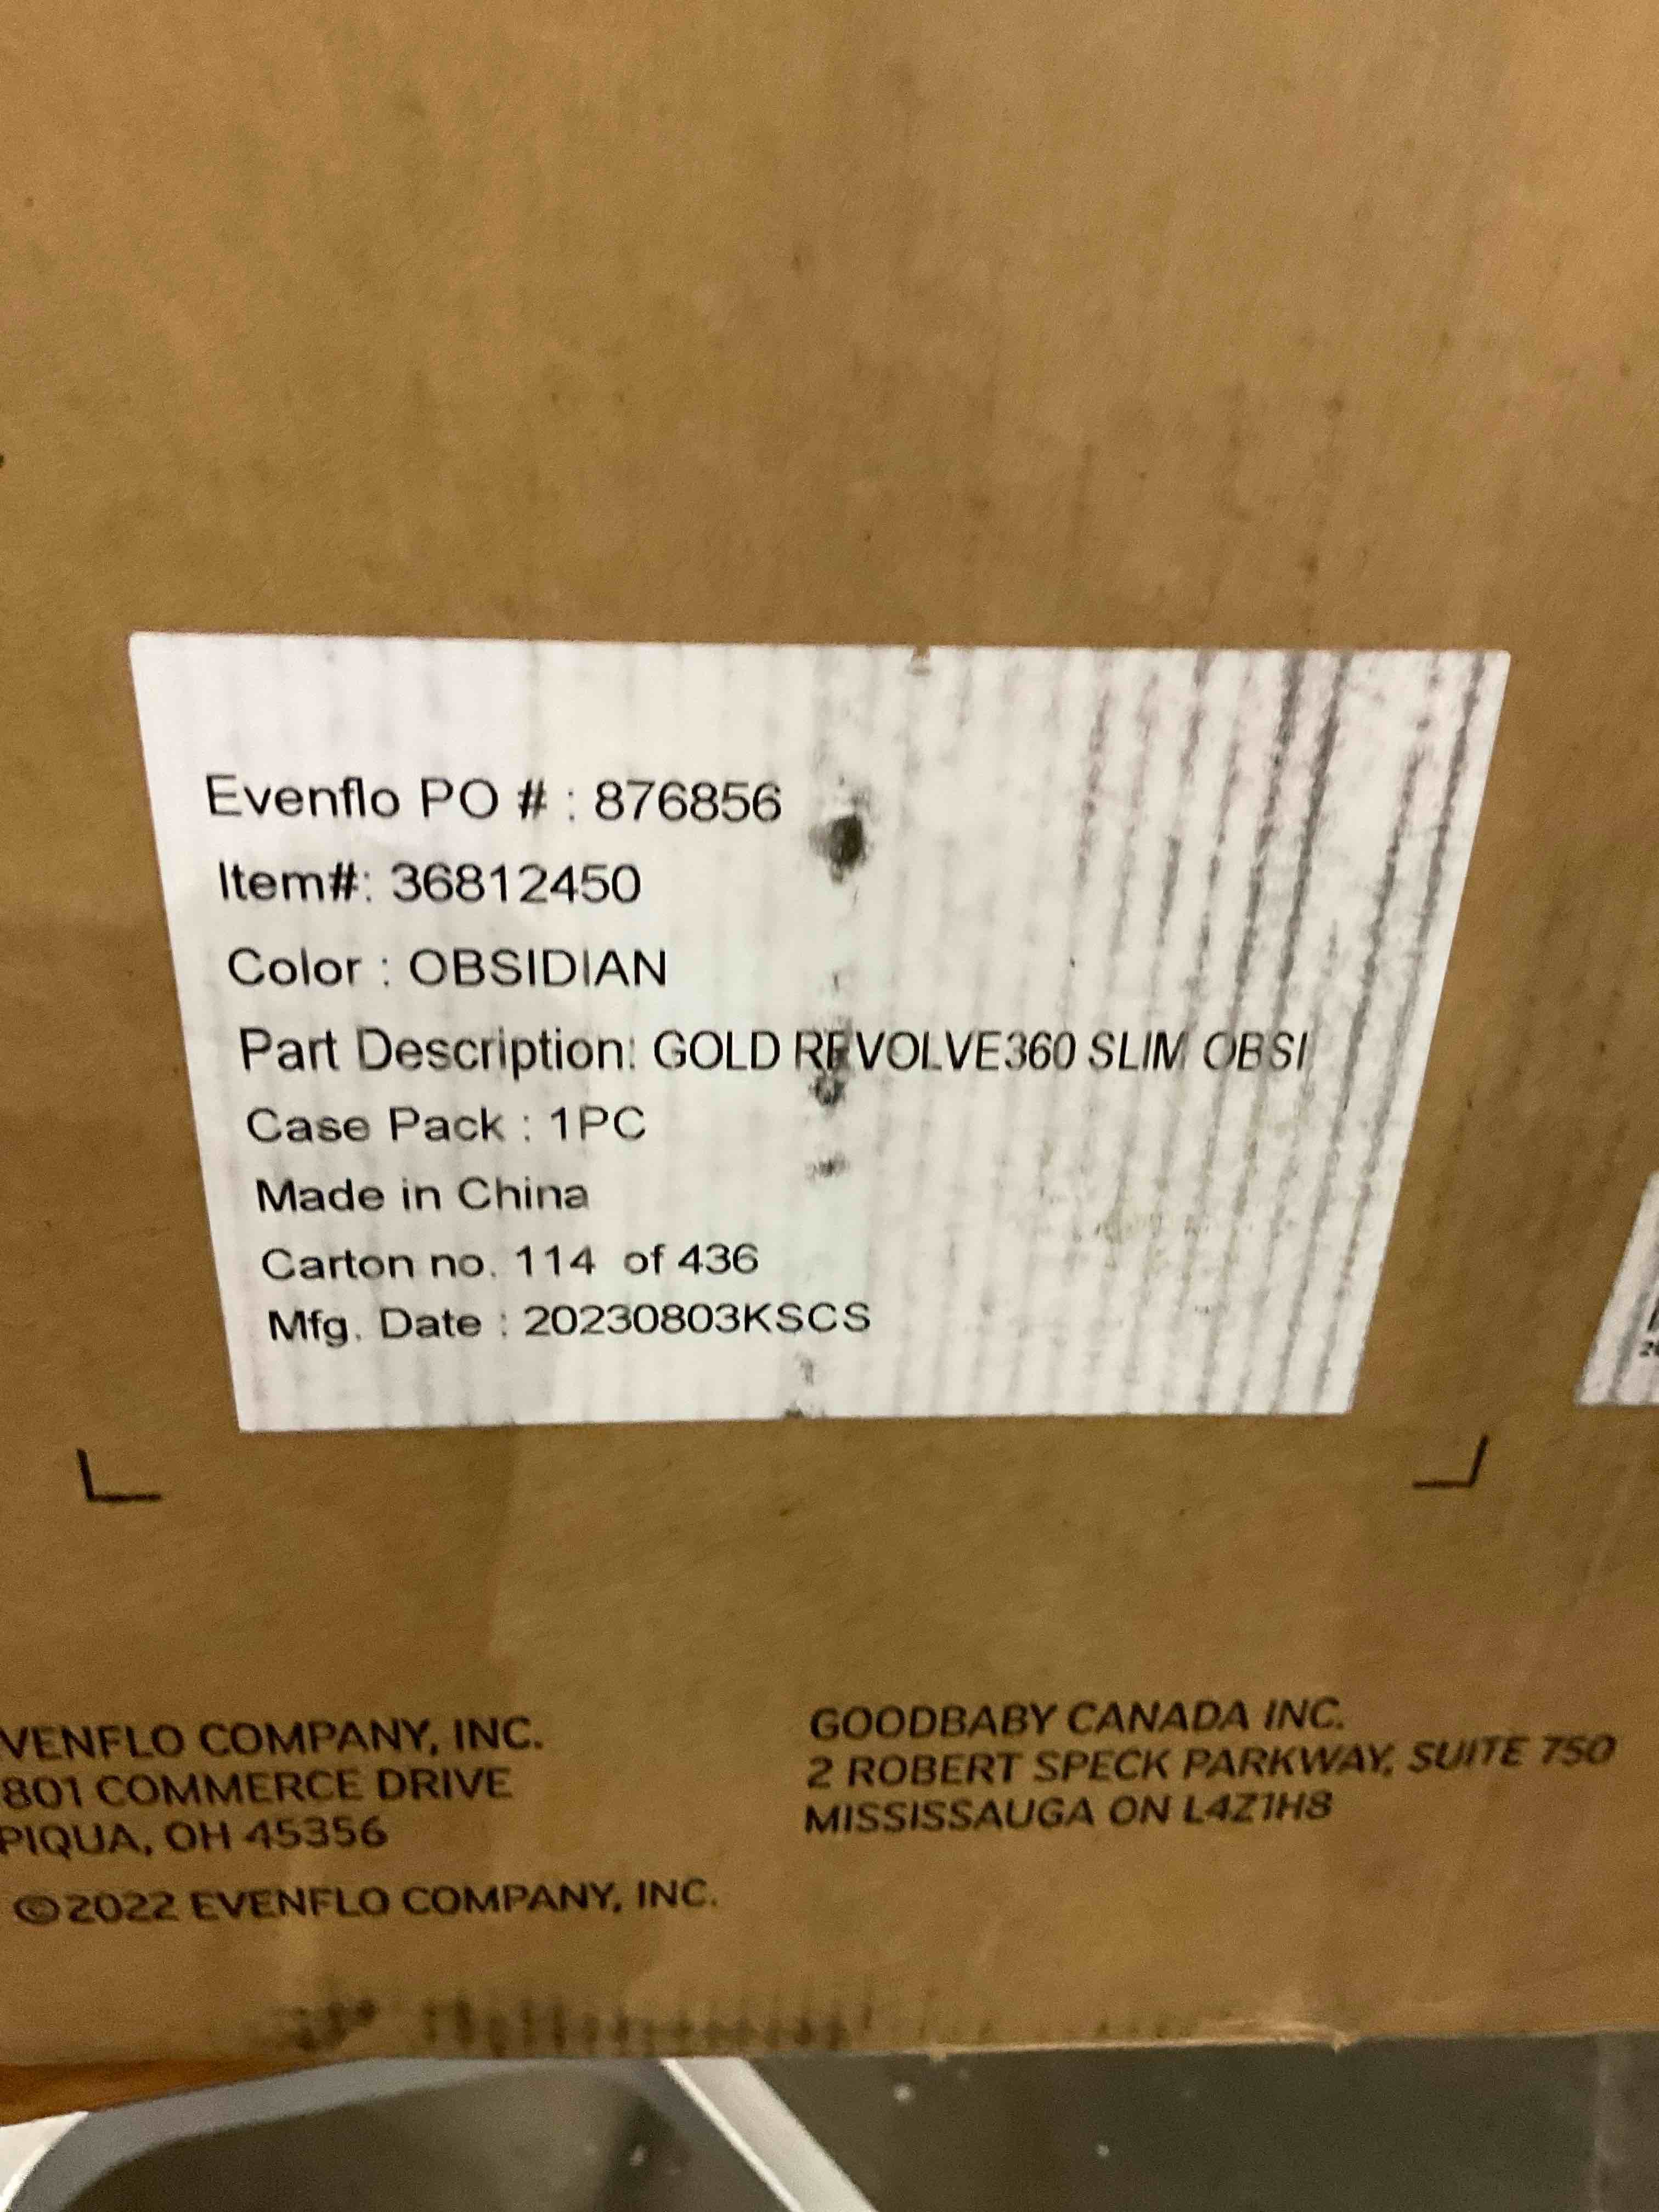 Evenflo PO # : 876856
Item#: 36812450
Color : OBSIDIAN
Part Description: GOLD REVOLVE360 SLIM OBSI
Case Pack : 1PC
Made in China
Carton no. 114 of 436
Mfg. Date : 20230803KSCS
VENFLO COMPANY, INC.
801 COMMERCE DRIVE
PIQUA, OH 45356
©2022 EVENFLO COMPANY, INC.
GOODBABY CANADA INC.
2 ROBERT SPECK PARKWAY, SUITE 750
MISSISSAUGA ON L4Z1H8